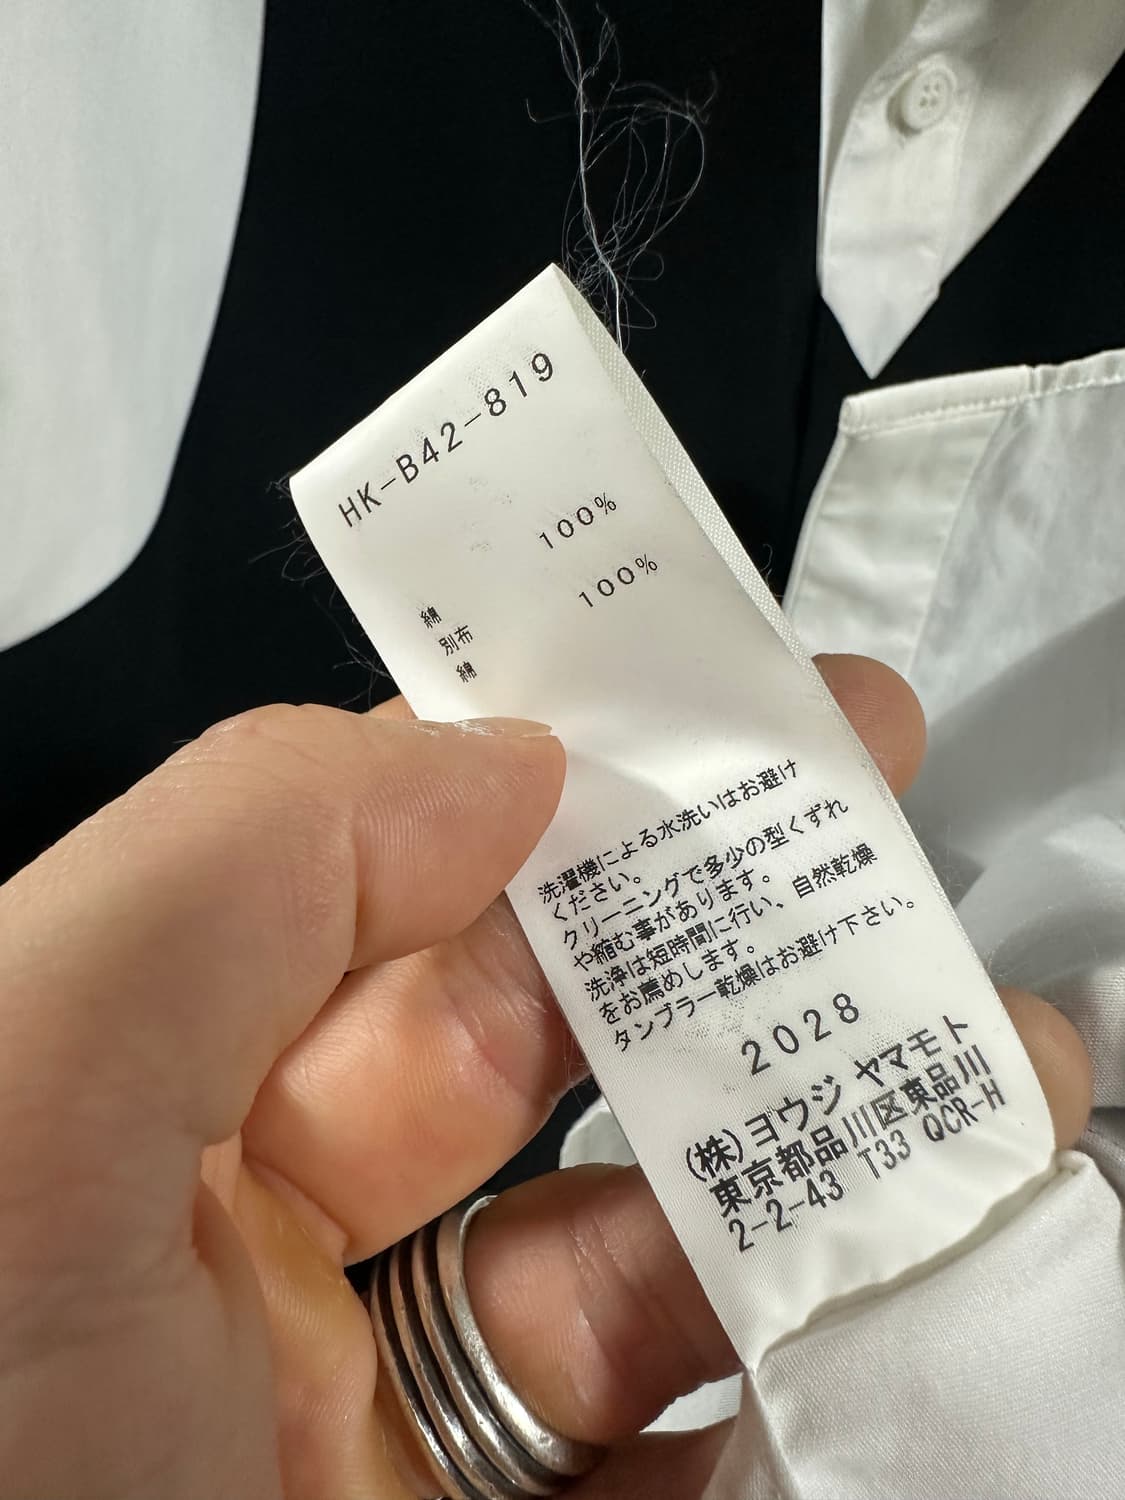 HK-B42-819
綿 100%
別布
綿 100%
洗濯機による水洗いはお避け
ください。
クリーニングで多少の型くずれ
や縮む事があります。
洗浄は短時間に行い、自然乾燥
をお薦めします。
タンブラー乾燥はお避け下さい。
2028
(株)ヨウジ ヤマモト
東京都品川区東品川
2-2-43 T33 QCR-H